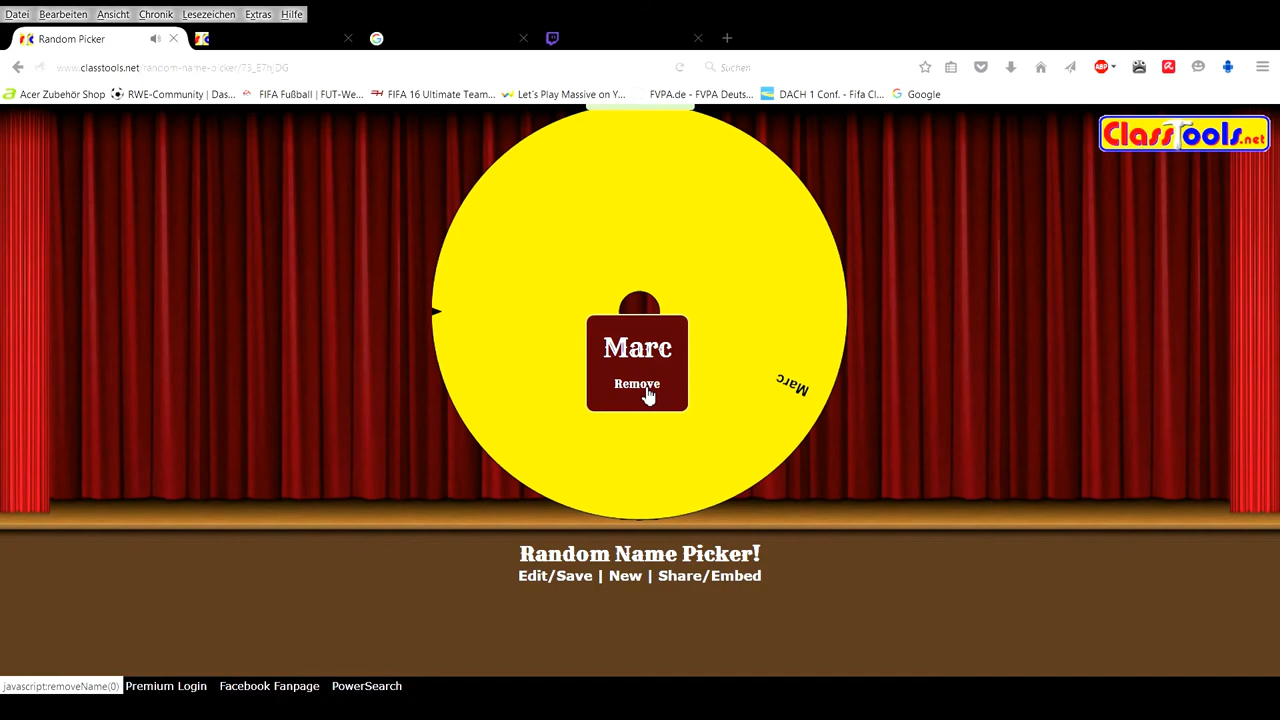 Datei Bearbeiten Ansicht Chronik Lesezeichen Extras Hilfe
Random Picker
www.classtools.net/random-name-picker/73_E7hjDG
Suchen
ABP
Acer Zubehör Shop RWE-Community | Das... FIFA Fußball | FUT-We... FIFA 16 Ultimate Team... Let´s Play Massive on Y... FVPA.de - FVPA Deuts... DACH 1 Conf. - Fifa Cl... Google
ClassTools.net
Marc
Remove
Marc
Random Name Picker!
Edit/Save | New | Share/Embed
javascript:removeName(0) Premium Login Facebook Fanpage PowerSearch